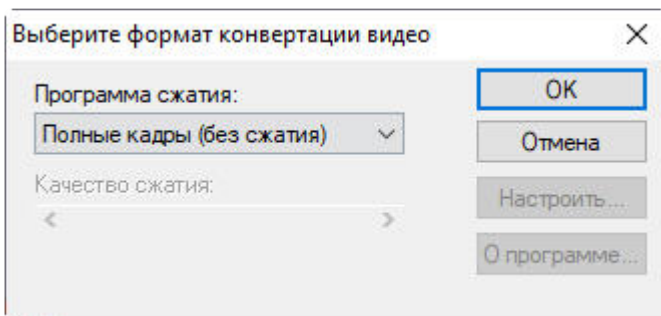 Выберите формат конвертации видео
Программа сжатия:
Полные кадры (без сжатия)
Качество сжатия:
OK
Отмена
Настроить...
О программе...